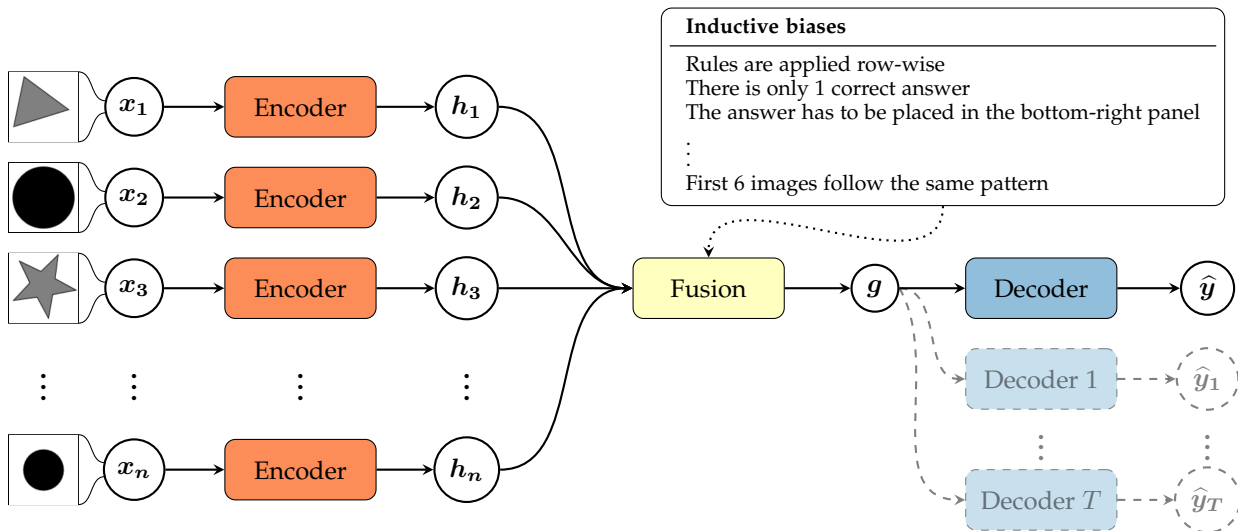 Inductive biases
Rules are applied row-wise
There is only 1 correct answer
The answer has to be placed in the bottom-right panel
⋮
First 6 images follow the same pattern
x₁ Encoder h₁
x₂ Encoder h₂
x₃ Encoder h₃ Fusion g Decoder ŷ
Decoder 1 ŷ₁
⋮ ⋮ ⋮ ⋮ ⋮ ⋮
xₙ Encoder hₙ
Decoder T ŷ_T